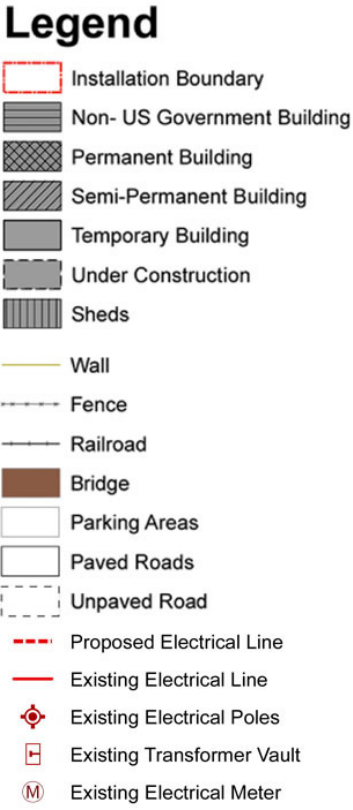 Legend
Installation Boundary
Non- US Government Building
Permanent Building
Semi-Permanent Building
Temporary Building
Under Construction
Sheds
Wall
Fence
Railroad
Bridge
Parking Areas
Paved Roads
Unpaved Road
Proposed Electrical Line
Existing Electrical Line
Existing Electrical Poles
Existing Transformer Vault
M Existing Electrical Meter